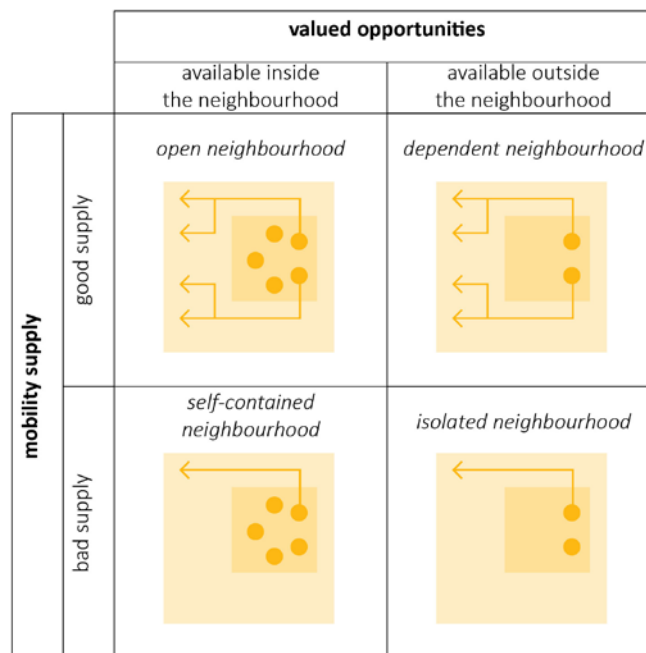 valued opportunities
available inside
the neighbourhood
available outside
the neighbourhood
mobility supply
good supply
open neighbourhood
dependent neighbourhood
bad supply
self-contained
neighbourhood
isolated neighbourhood